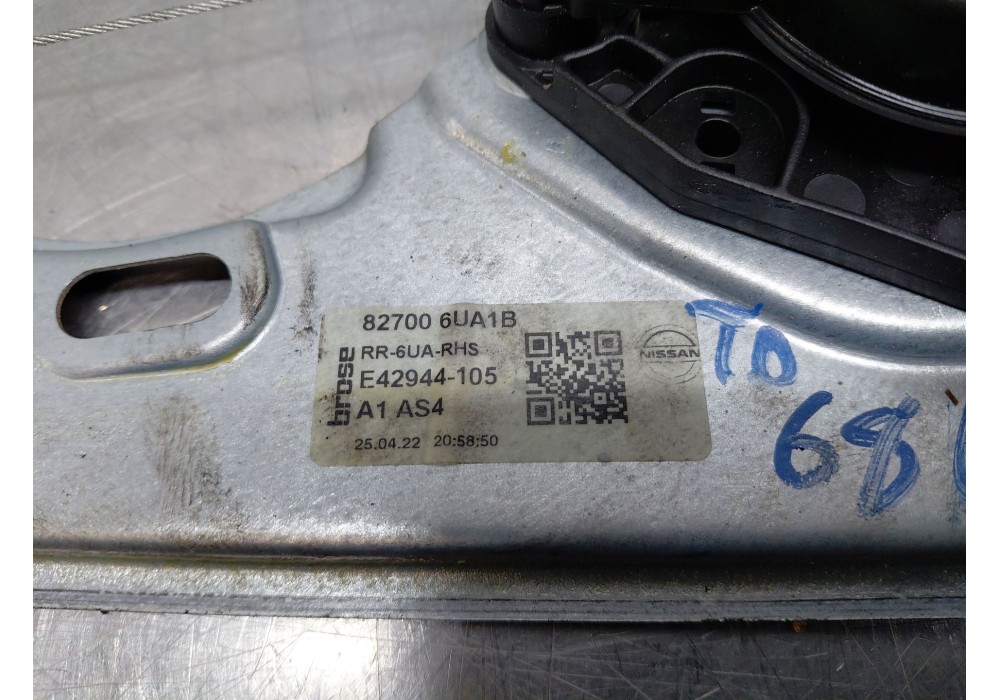 82700 6UA1B
RR-6UA-RHS
brose
E42944-105
A1 AS4
25.04.22 20:58:50
NISSAN
TO
68